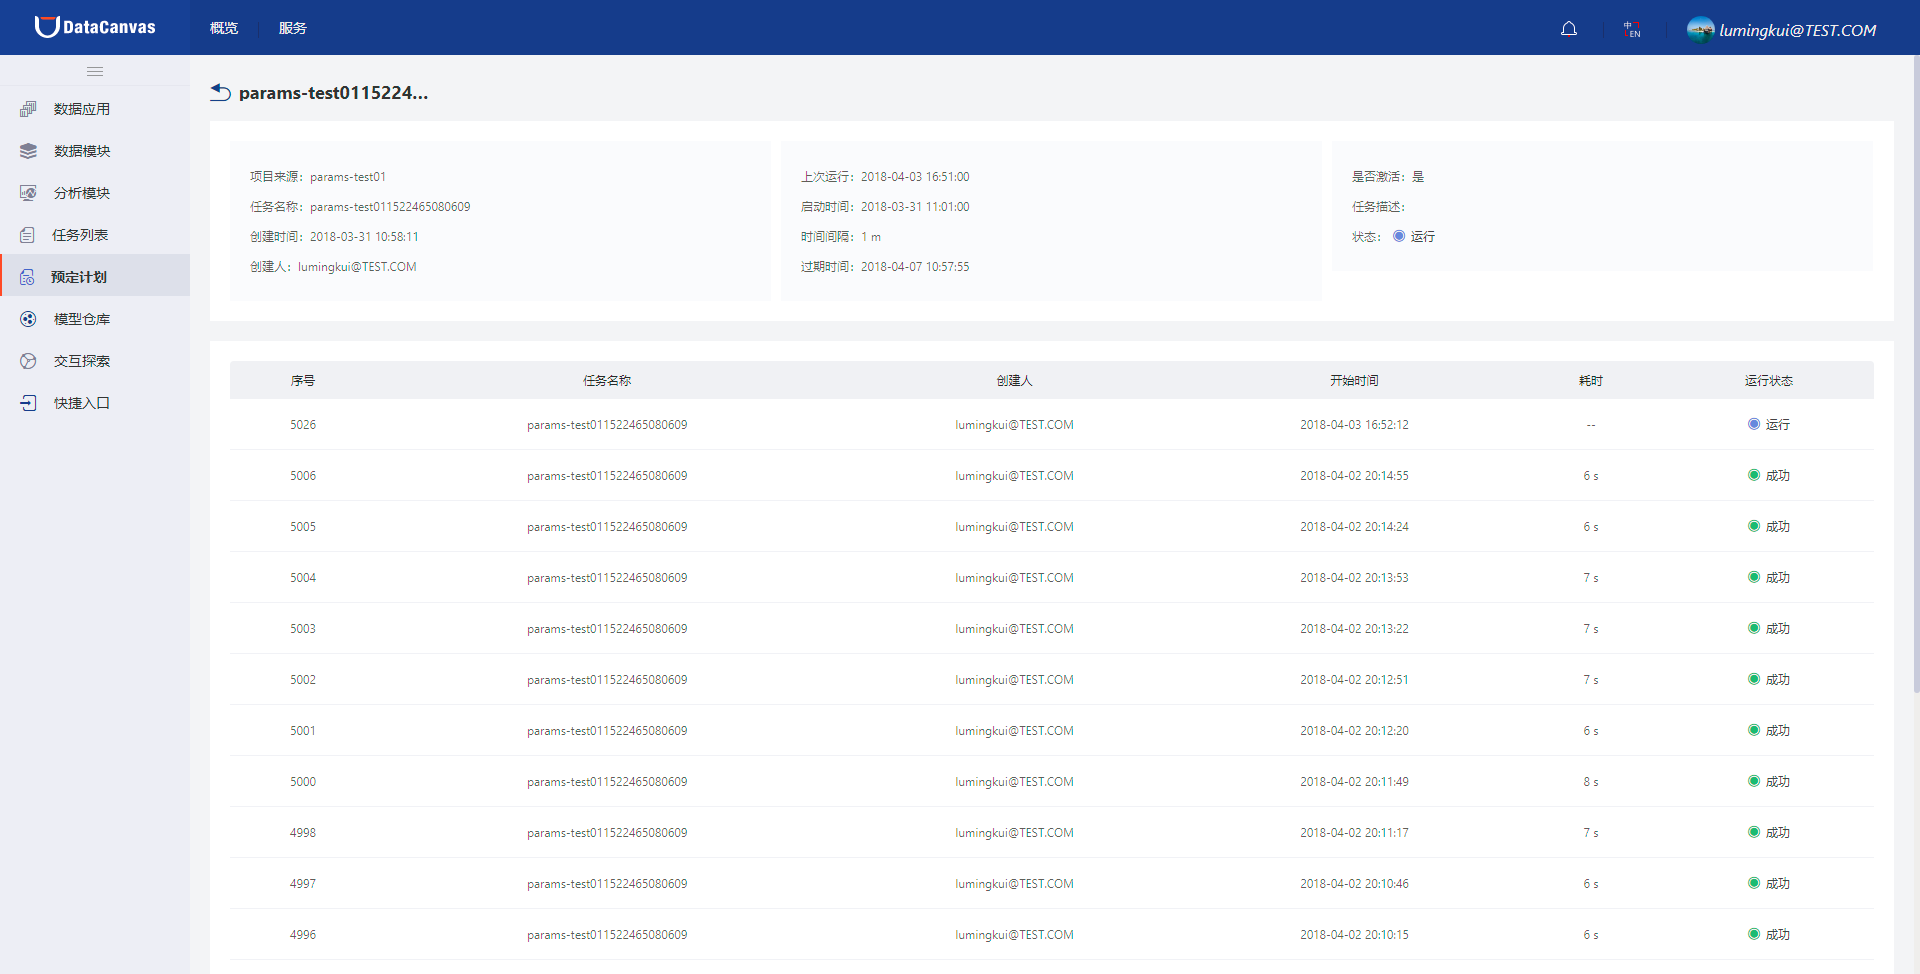 DataCanvas
概览
服务
中
EN
lumingkui@TEST.COM
数据应用
数据模块
分析模块
任务列表
预定计划
模型仓库
交互探索
快捷入口
params-test0115224...
项目来源：params-test01
任务名称：params-test011522465080609
创建时间：2018-03-31 10:58:11
创建人：lumingkui@TEST.COM
上次运行：2018-04-03 16:51:00
启动时间：2018-03-31 11:01:00
时间间隔：1 m
过期时间：2018-04-07 10:57:55
是否激活：是
任务描述：
状态： 运行
序号 任务名称 创建人 开始时间 耗时 运行状态
5026 params-test011522465080609 lumingkui@TEST.COM 2018-04-03 16:52:12 -- 运行
5006 params-test011522465080609 lumingkui@TEST.COM 2018-04-02 20:14:55 6 s 成功
5005 params-test011522465080609 lumingkui@TEST.COM 2018-04-02 20:14:24 6 s 成功
5004 params-test011522465080609 lumingkui@TEST.COM 2018-04-02 20:13:53 7 s 成功
5003 params-test011522465080609 lumingkui@TEST.COM 2018-04-02 20:13:22 7 s 成功
5002 params-test011522465080609 lumingkui@TEST.COM 2018-04-02 20:12:51 7 s 成功
5001 params-test011522465080609 lumingkui@TEST.COM 2018-04-02 20:12:20 6 s 成功
5000 params-test011522465080609 lumingkui@TEST.COM 2018-04-02 20:11:49 8 s 成功
4998 params-test011522465080609 lumingkui@TEST.COM 2018-04-02 20:11:17 7 s 成功
4997 params-test011522465080609 lumingkui@TEST.COM 2018-04-02 20:10:46 6 s 成功
4996 params-test011522465080609 lumingkui@TEST.COM 2018-04-02 20:10:15 6 s 成功